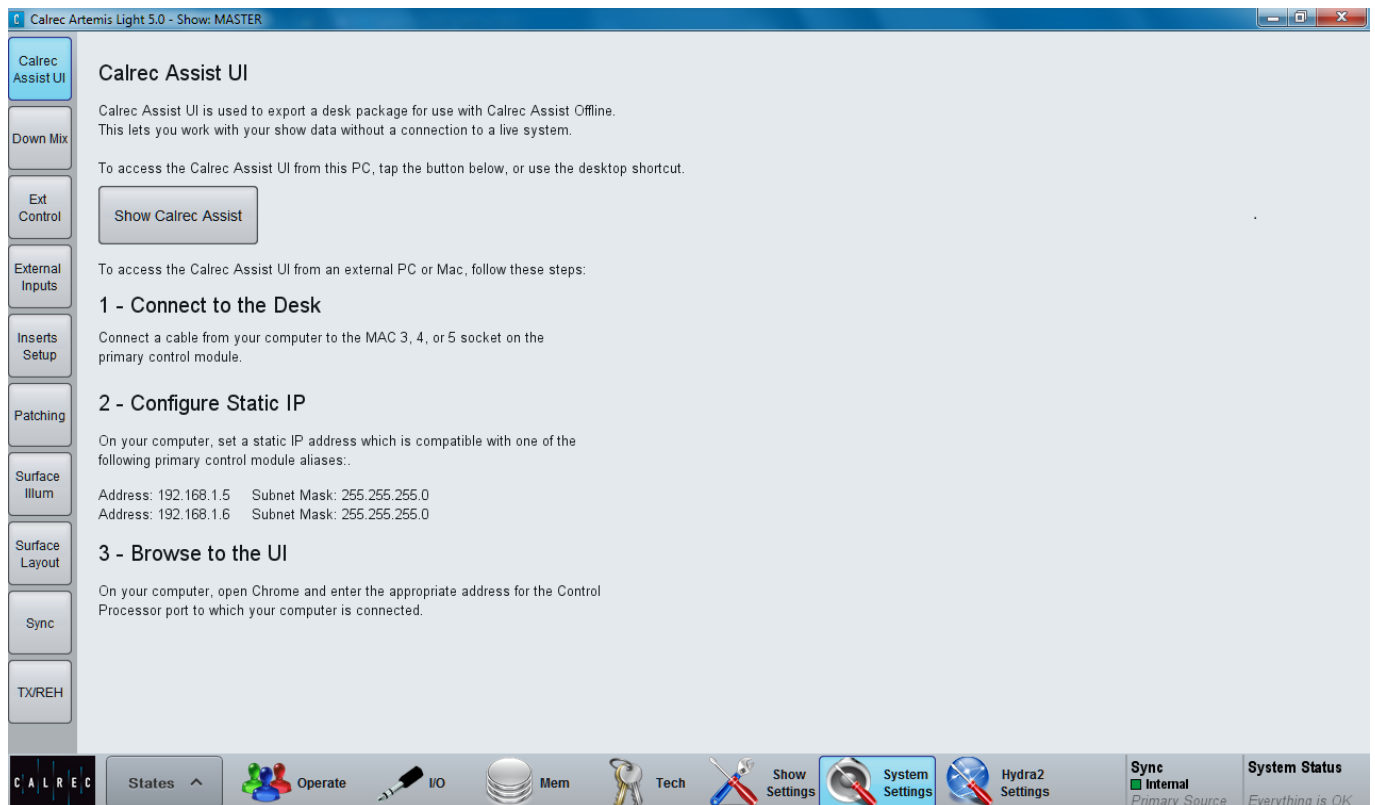 Calrec Artemis Light 5.0 - Show: MASTER
Calrec
Assist UI
Down Mix
Ext
Control
External
Inputs
Inserts
Setup
Patching
Surface
Illum
Surface
Layout
Sync
TX/REH
Calrec Assist UI
Calrec Assist UI is used to export a desk package for use with Calrec Assist Offline.
This lets you work with your show data without a connection to a live system.
To access the Calrec Assist UI from this PC, tap the button below, or use the desktop shortcut.
Show Calrec Assist
.
To access the Calrec Assist UI from an external PC or Mac, follow these steps:
1 - Connect to the Desk
Connect a cable from your computer to the MAC 3, 4, or 5 socket on the
primary control module.
2 - Configure Static IP
On your computer, set a static IP address which is compatible with one of the
following primary control module aliases:.
Address: 192.168.1.5 Subnet Mask: 255.255.255.0
Address: 192.168.1.6 Subnet Mask: 255.255.255.0
3 - Browse to the UI
On your computer, open Chrome and enter the appropriate address for the Control
Processor port to which your computer is connected.
CALREC
States
Operate
I/O
Mem
Tech
Show
Settings
System
Settings
Hydra2
Settings
Sync
Internal
Primary Source
System Status
Everything is OK